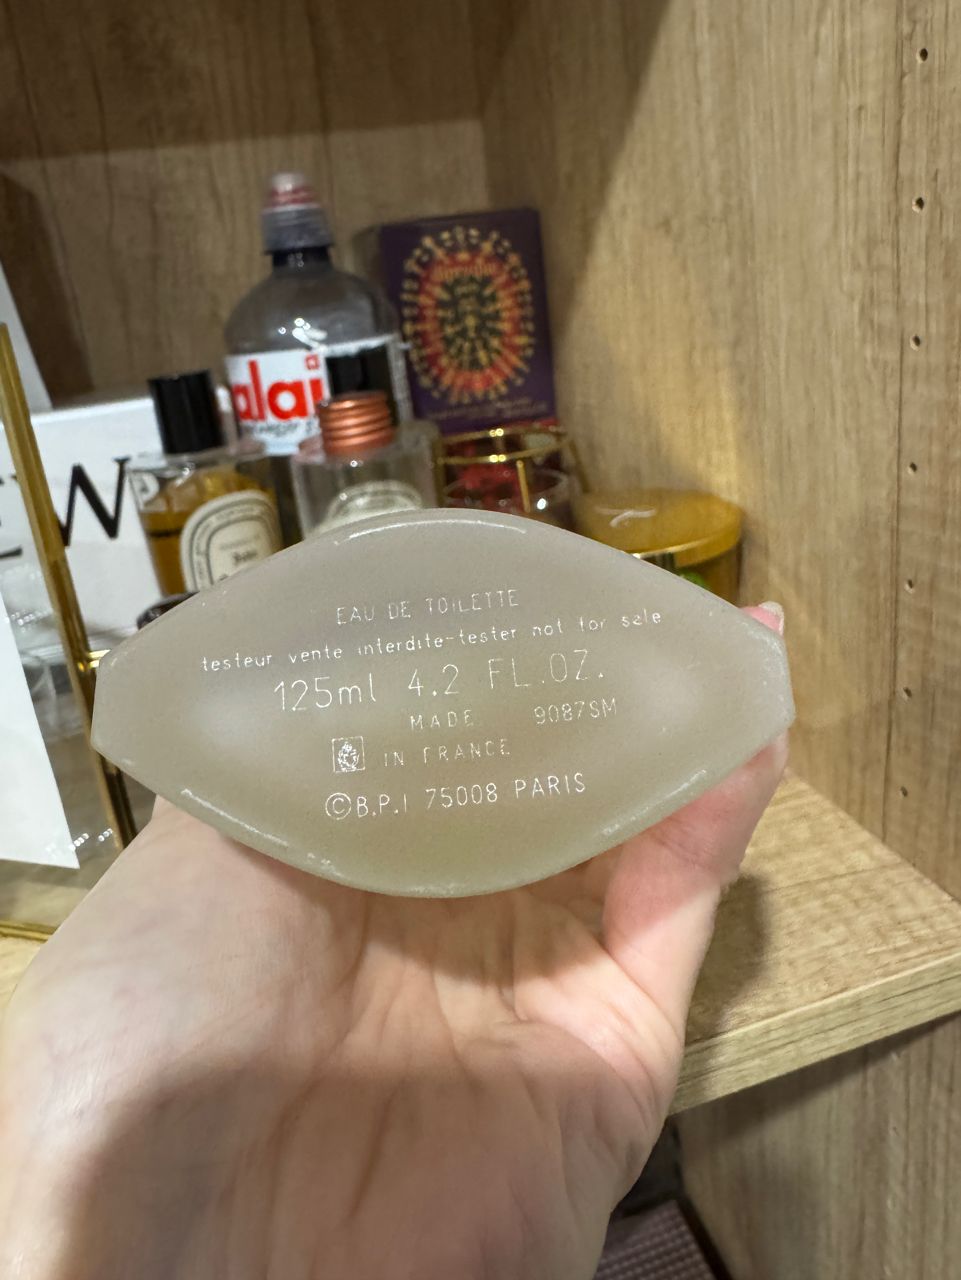 EAU DE TOILETTE
testeur vente interdite-tester not for sale
125ml 4.2 FL.OZ.
MADE 9087SM
IN FRANCE
©B.P.I 75008 PARIS
alai
W